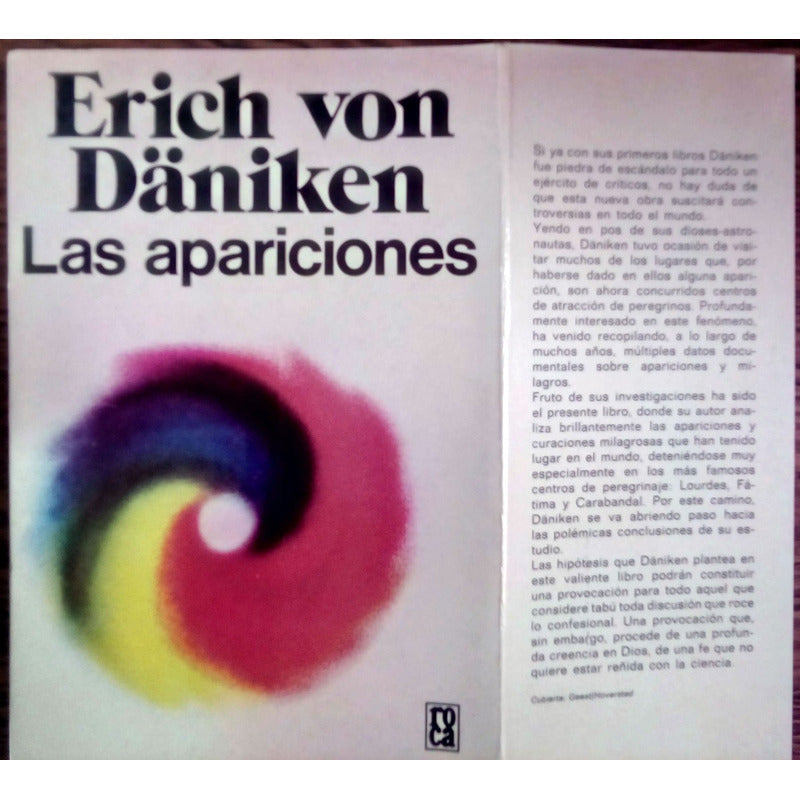 Erich von
Däniken
Las apariciones
roca
Si ya con sus primeros libros Däniken
fue piedra de escándalo para todo un
ejército de críticos, no hay duda de
que esta nueva obra suscitará con-
troversias en todo el mundo.
Yendo en pos de sus dioses-astro-
nautas, Däniken tuvo ocasión de visi-
tar muchos de los lugares que, por
haberse dado en ellos alguna apari-
ción, son ahora concurridos centros
de atracción de peregrinos. Profunda-
mente interesado en este fenómeno,
ha venido recopilando, a lo largo de
muchos años, múltiples datos docu-
mentales sobre apariciones y mi-
lagros.
Fruto de sus investigaciones ha sido
el presente libro, donde su autor ana-
liza brillantemente las apariciones y
curaciones milagrosas que han tenido
lugar en el mundo, deteniéndose muy
especialmente en los más famosos
centros de peregrinaje: Lourdes, Fá-
tima y Carabandal. Por este camino,
Däniken se va abriendo paso hacia
las polémicas conclusiones de su es-
tudio.
Las hipótesis que Däniken plantea en
este valiente libro podrán constituir
una provocación para todo aquel que
considere tabú toda discusión que roce
lo confesional. Una provocación que,
sin embargo, procede de una profun-
da creencia en Dios, de una fe que no
quiere estar reñida con la ciencia.
Cubierta: